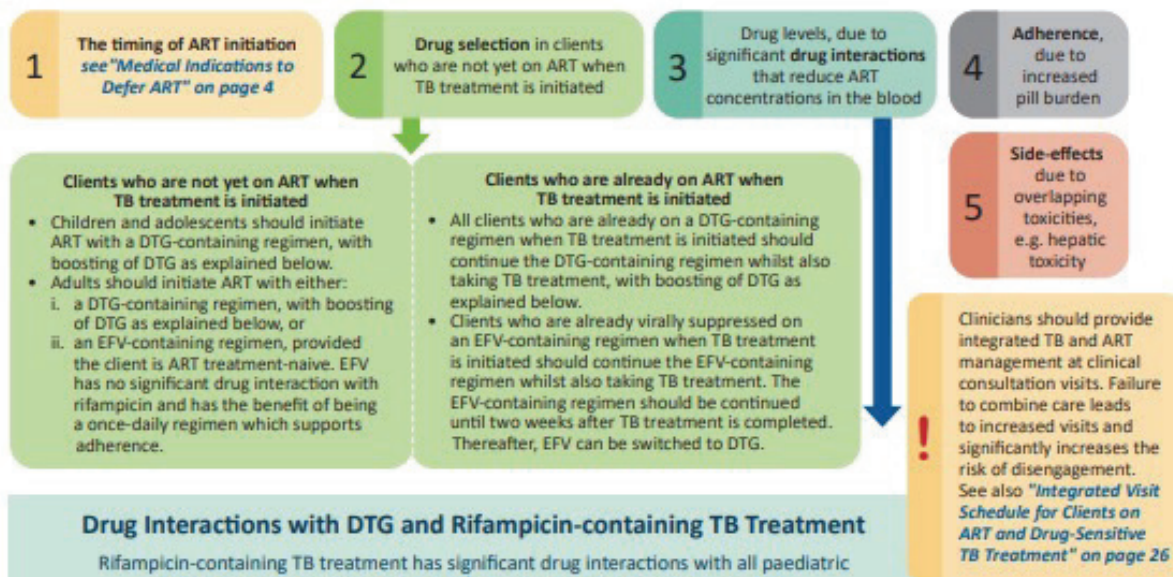 1
The timing of ART initiation
see"Medical Indications to
Defer ART" on page 4
2
Drug selection in clients
who are not yet on ART when
TB treatment is initiated
3
Drug levels, due to
significant drug interactions
that reduce ART
concentrations in the blood
4
Adherence,
due to
increased
pill burden
5
Side-effects
due to
overlapping
toxicities,
e.g. hepatic
toxicity
Clients who are not yet on ART when
TB treatment is initiated
• Children and adolescents should initiate
ART with a DTG-containing regimen, with
boosting of DTG as explained below.
• Adults should initiate ART with either:
i. a DTG-containing regimen, with boosting
of DTG as explained below, or
ii. an EFV-containing regimen, provided
the client is ART treatment-naive. EFV
has no significant drug interaction with
rifampicin and has the benefit of being
a once-daily regimen which supports
adherence.
Clients who are already on ART when
TB treatment is initiated
• All clients who are already on a DTG-containing
regimen when TB treatment is initiated should
continue the DTG-containing regimen whilst also
taking TB treatment, with boosting of DTG as
explained below.
• Clients who are already virally suppressed on
an EFV-containing regimen when TB treatment
is initiated should continue the EFV-containing
regimen whilst also taking TB treatment. The
EFV-containing regimen should be continued
until two weeks after TB treatment is completed.
Thereafter, EFV can be switched to DTG.
!
Clinicians should provide
integrated TB and ART
management at clinical
consultation visits. Failure
to combine care leads
to increased visits and
significantly increases the
risk of disengagement.
See also "Integrated Visit
Schedule for Clients on
ART and Drug-Sensitive
TB Treatment" on page 26
Drug Interactions with DTG and Rifampicin-containing TB Treatment
Rifampicin-containing TB treatment has significant drug interactions with all paediatric